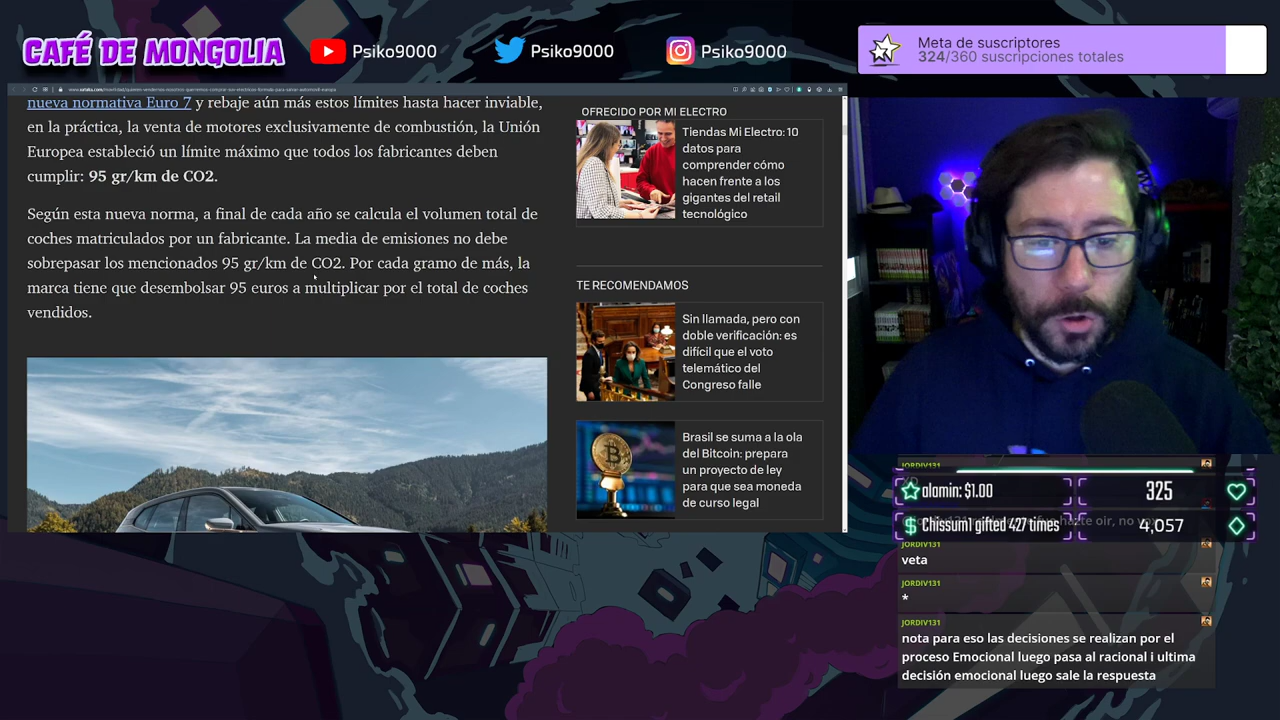 CAFÉ DE MONGOLIA
Psiko9000
Psiko9000
Psiko9000
Meta de suscriptores
324/360 suscripciones totales
nueva normativa Euro 7 y rebaje aún más estos límites hasta hacer inviable,
en la práctica, la venta de motores exclusivamente de combustión, la Unión
Europea estableció un límite máximo que todos los fabricantes deben
cumplir: 95 gr/km de CO2.
Según esta nueva norma, a final de cada año se calcula el volumen total de
coches matriculados por un fabricante. La media de emisiones no debe
sobrepasar los mencionados 95 gr/km de CO2. Por cada gramo de más, la
marca tiene que desembolsar 95 euros a multiplicar por el total de coches
vendidos.
OFRECIDO POR MI ELECTRO
Tiendas Mi Electro: 10
datos para
comprender cómo
hacen frente a los
gigantes del retail
tecnológico
TE RECOMENDAMOS
Sin llamada, pero con
doble verificación: es
difícil que el voto
telemático del
Congreso falle
Brasil se suma a la ola
del Bitcoin: prepara
un proyecto de ley
para que sea moneda
de curso legal
JORDIV131
alamin: $1.00
325
Chissum1 gifted 427 times
4,057
JORDIV131
veta
JORDIV131
*
JORDIV131
nota para eso las decisiones se realizan por el
proceso Emocional luego pasa al racional i ultima
decisión emocional luego sale la respuesta